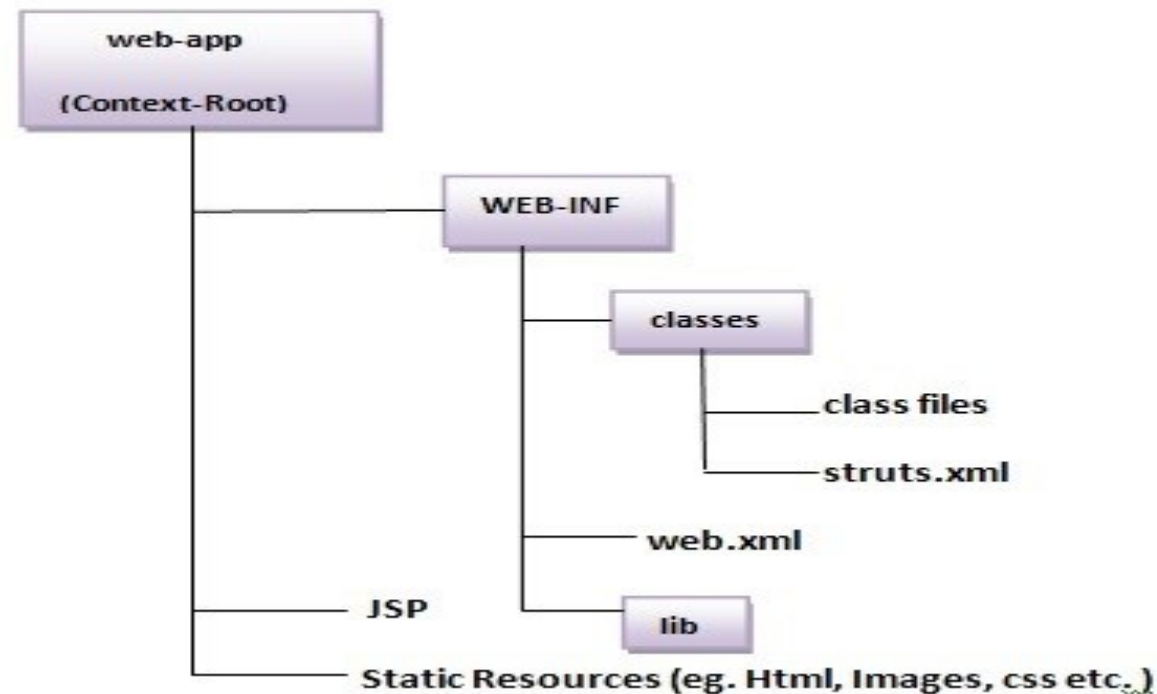 web-app
(Context-Root)
WEB-INF
classes
class files
struts.xml
web.xml
lib
JSP
Static Resources (eg. Html, Images, css etc. )